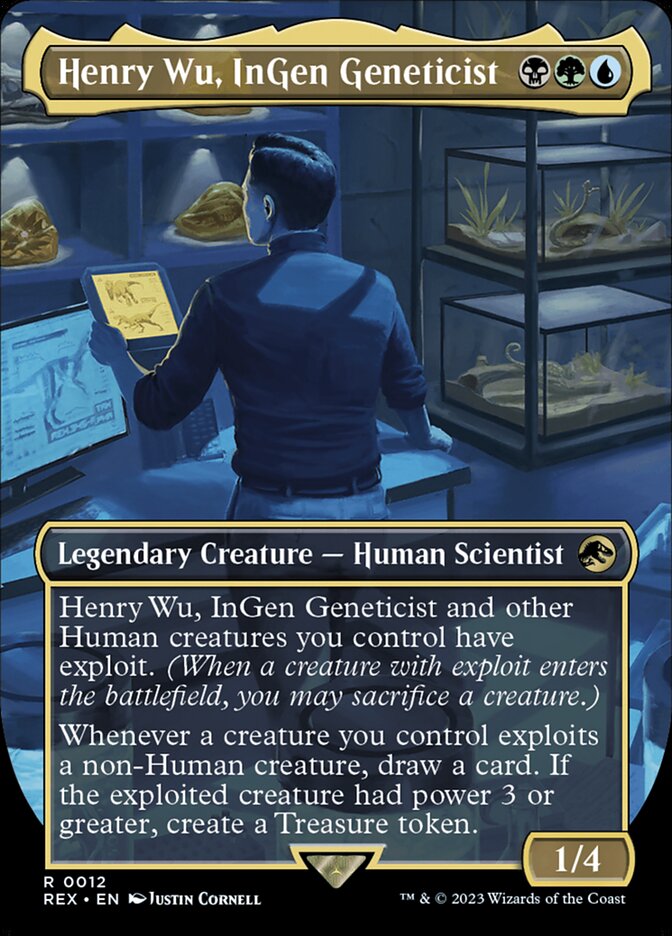 Henry Wu, InGen Geneticist
Legendary Creature — Human Scientist
Henry Wu, InGen Geneticist and other
Human creatures you control have
exploit. (When a creature with exploit enters
the battlefield, you may sacrifice a creature.)
Whenever a creature you control exploits
a non-Human creature, draw a card. If
the exploited creature had power 3 or
greater, create a Treasure token.
1/4
R 0012
REX • EN Justin Cornell
™ & © 2023 Wizards of the Coast